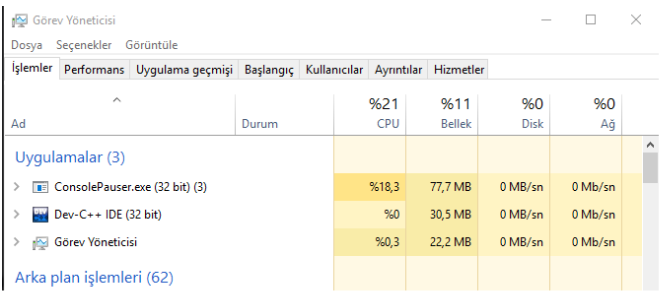 Görev Yöneticisi
Dosya Seçenekler Görüntüle
İşlemler Performans Uygulama geçmişi Başlangıç Kullanıcılar Ayrıntılar Hizmetler
%21 %11 %0 %0
Ad Durum CPU Bellek Disk Ağ
Uygulamalar (3)
ConsolePauser.exe (32 bit) (3) %18,3 77,7 MB 0 MB/sn 0 Mb/sn
Dev-C++ IDE (32 bit) %0 30,5 MB 0 MB/sn 0 Mb/sn
Görev Yöneticisi %0,3 22,2 MB 0 MB/sn 0 Mb/sn
Arka plan işlemleri (62)